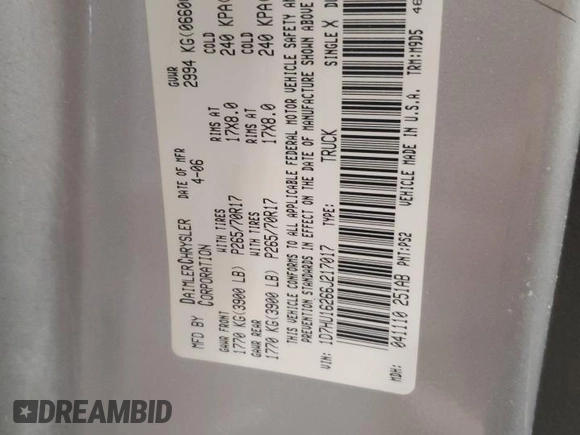 MFD BY DAIMLERCHRYSLER CORPORATION
DATE OF MFR 4-06
GVWR 2994 KG(
GAWR FRONT WITH TIRES RIMS AT COLD
1770 KG(3900 LB) P265/70R17 17X8.0 240 KPA(
GAWR REAR WITH TIRES RIMS AT COLD
1770 KG(3900 LB) P265/70R17 17X8.0 240 KPA(
THIS VEHICLE CONFORMS TO ALL APPLICABLE FEDERAL MOTOR VEHICLE SAFETY
PREVENTION STANDARDS IN EFFECT ON THE DATE OF MANUFACTURE SHOWN ABOVE
VIN: 1D7HU16266J217017 TYPE: TRUCK SINGLE X
MDH: 041110 251AB PNT:PS2 VEHICLE MADE IN U.S.A. TRM:M9D5
DREAMBID